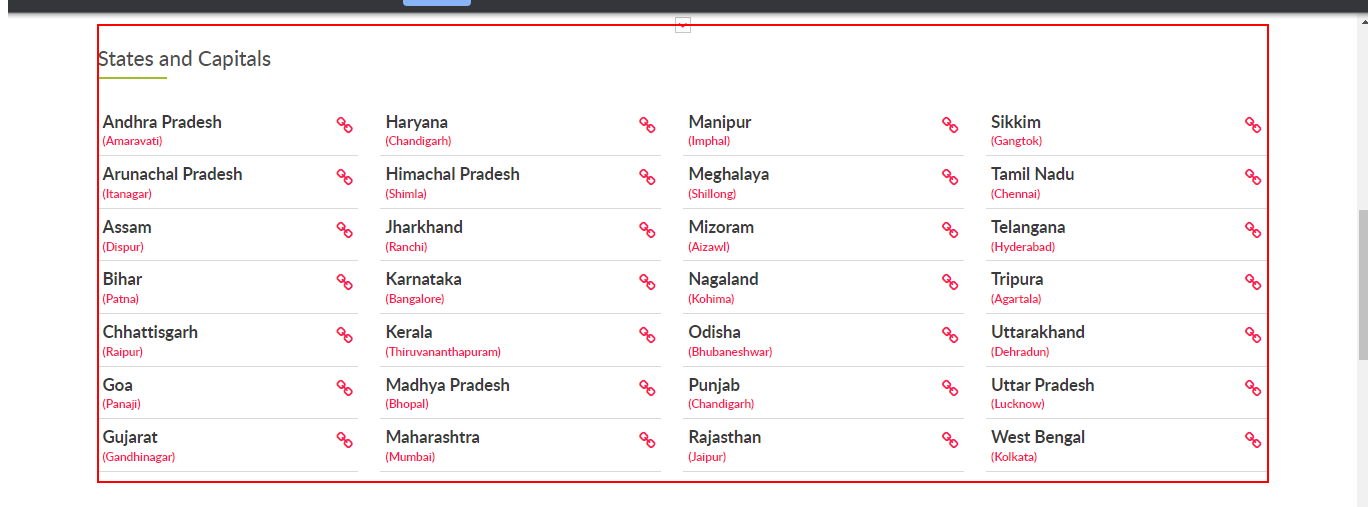 States and Capitals
Andhra Pradesh
(Amaravati)
Arunachal Pradesh
(Itanagar)
Assam
(Dispur)
Bihar
(Patna)
Chhattisgarh
(Raipur)
Goa
(Panaji)
Gujarat
(Gandhinagar)
Haryana
(Chandigarh)
Himachal Pradesh
(Shimla)
Jharkhand
(Ranchi)
Karnataka
(Bangalore)
Kerala
(Thiruvananthapuram)
Madhya Pradesh
(Bhopal)
Maharashtra
(Mumbai)
Manipur
(Imphal)
Meghalaya
(Shillong)
Mizoram
(Aizawl)
Nagaland
(Kohima)
Odisha
(Bhubaneshwar)
Punjab
(Chandigarh)
Rajasthan
(Jaipur)
Sikkim
(Gangtok)
Tamil Nadu
(Chennai)
Telangana
(Hyderabad)
Tripura
(Agartala)
Uttarakhand
(Dehradun)
Uttar Pradesh
(Lucknow)
West Bengal
(Kolkata)